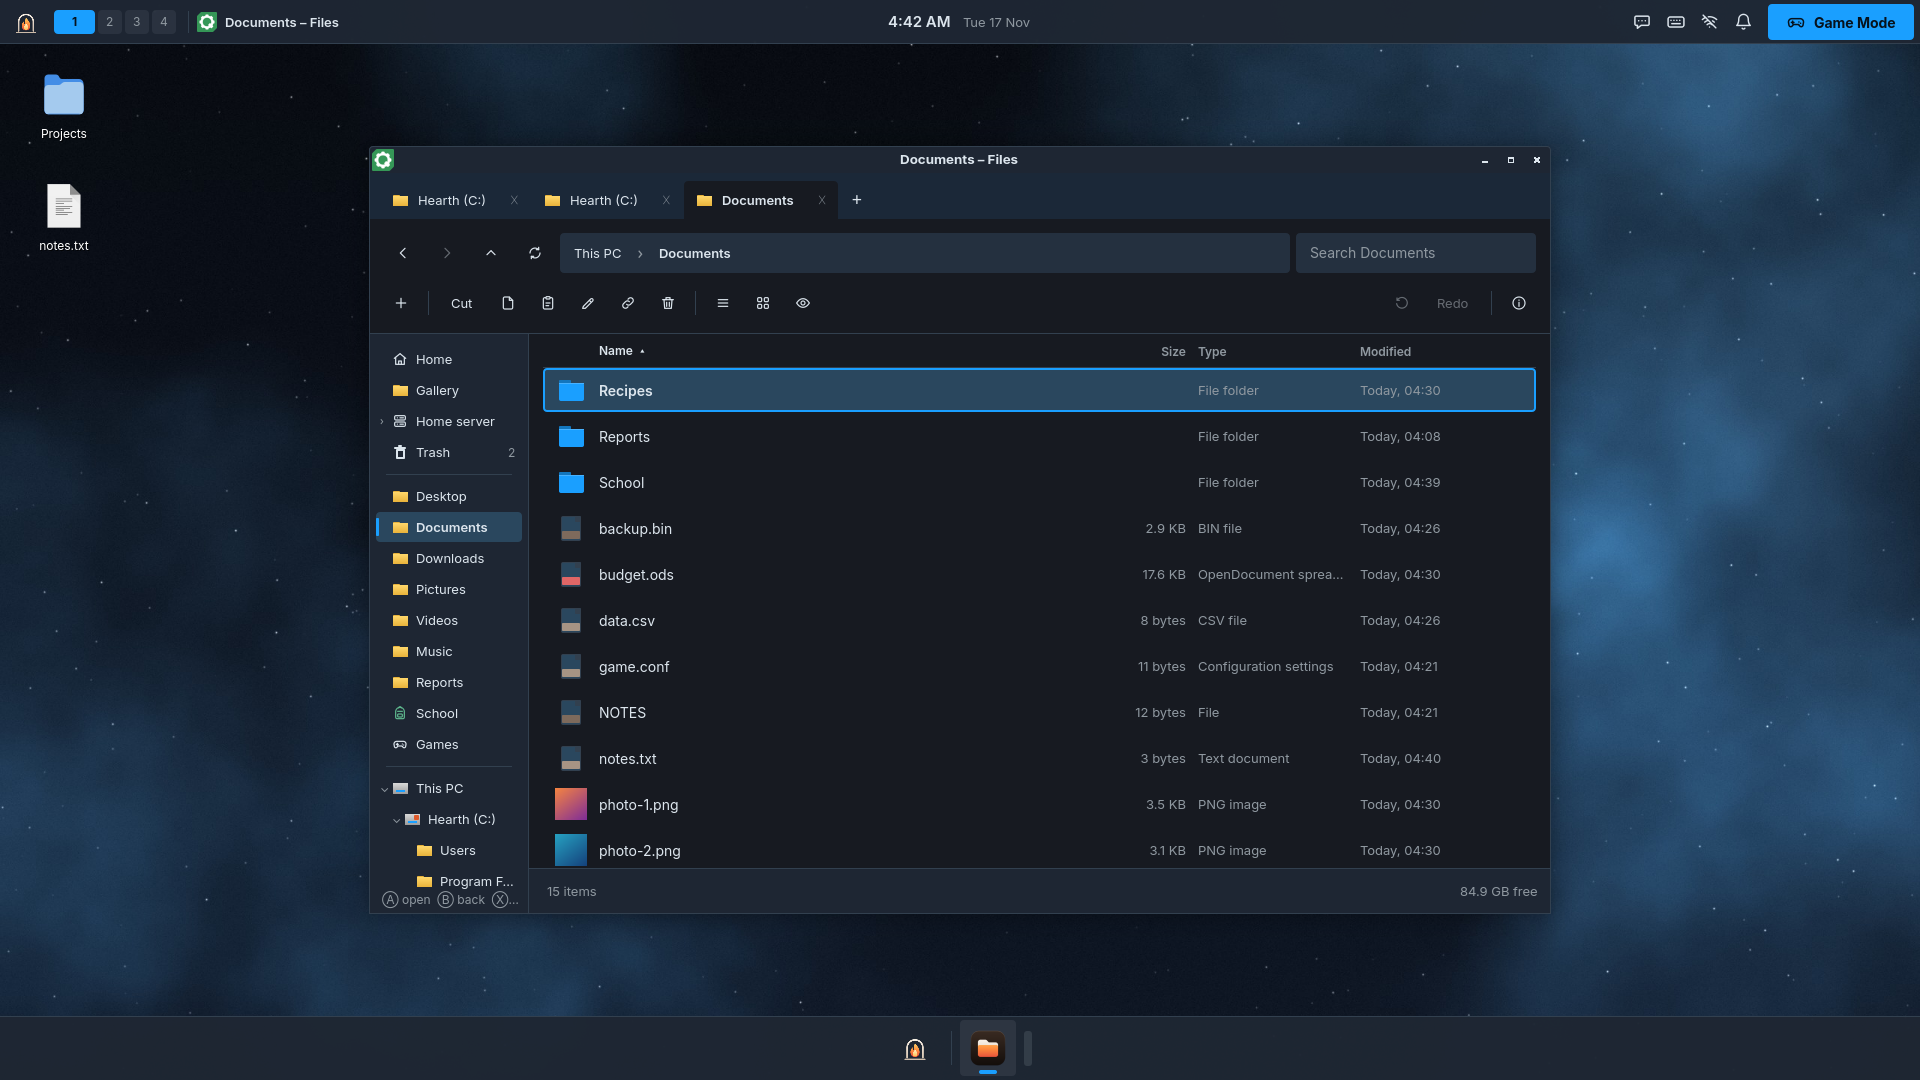 1 2 3 4 Documents – Files 4:42 AM Tue 17 Nov Game Mode
Projects
notes.txt
Documents – Files
Hearth (C:) X Hearth (C:) X Documents X +
This PC › Documents Search Documents
Cut Redo
Home
Gallery
Home server
Trash 2
Desktop
Documents
Downloads
Pictures
Videos
Music
Reports
School
Games
This PC
Hearth (C:)
Users
Program F...
A open B back X...
Name Size Type Modified
Recipes File folder Today, 04:30
Reports File folder Today, 04:08
School File folder Today, 04:39
backup.bin 2.9 KB BIN file Today, 04:26
budget.ods 17.6 KB OpenDocument sprea... Today, 04:30
data.csv 8 bytes CSV file Today, 04:26
game.conf 11 bytes Configuration settings Today, 04:21
NOTES 12 bytes File Today, 04:21
notes.txt 3 bytes Text document Today, 04:40
photo-1.png 3.5 KB PNG image Today, 04:30
photo-2.png 3.1 KB PNG image Today, 04:30
15 items 84.9 GB free